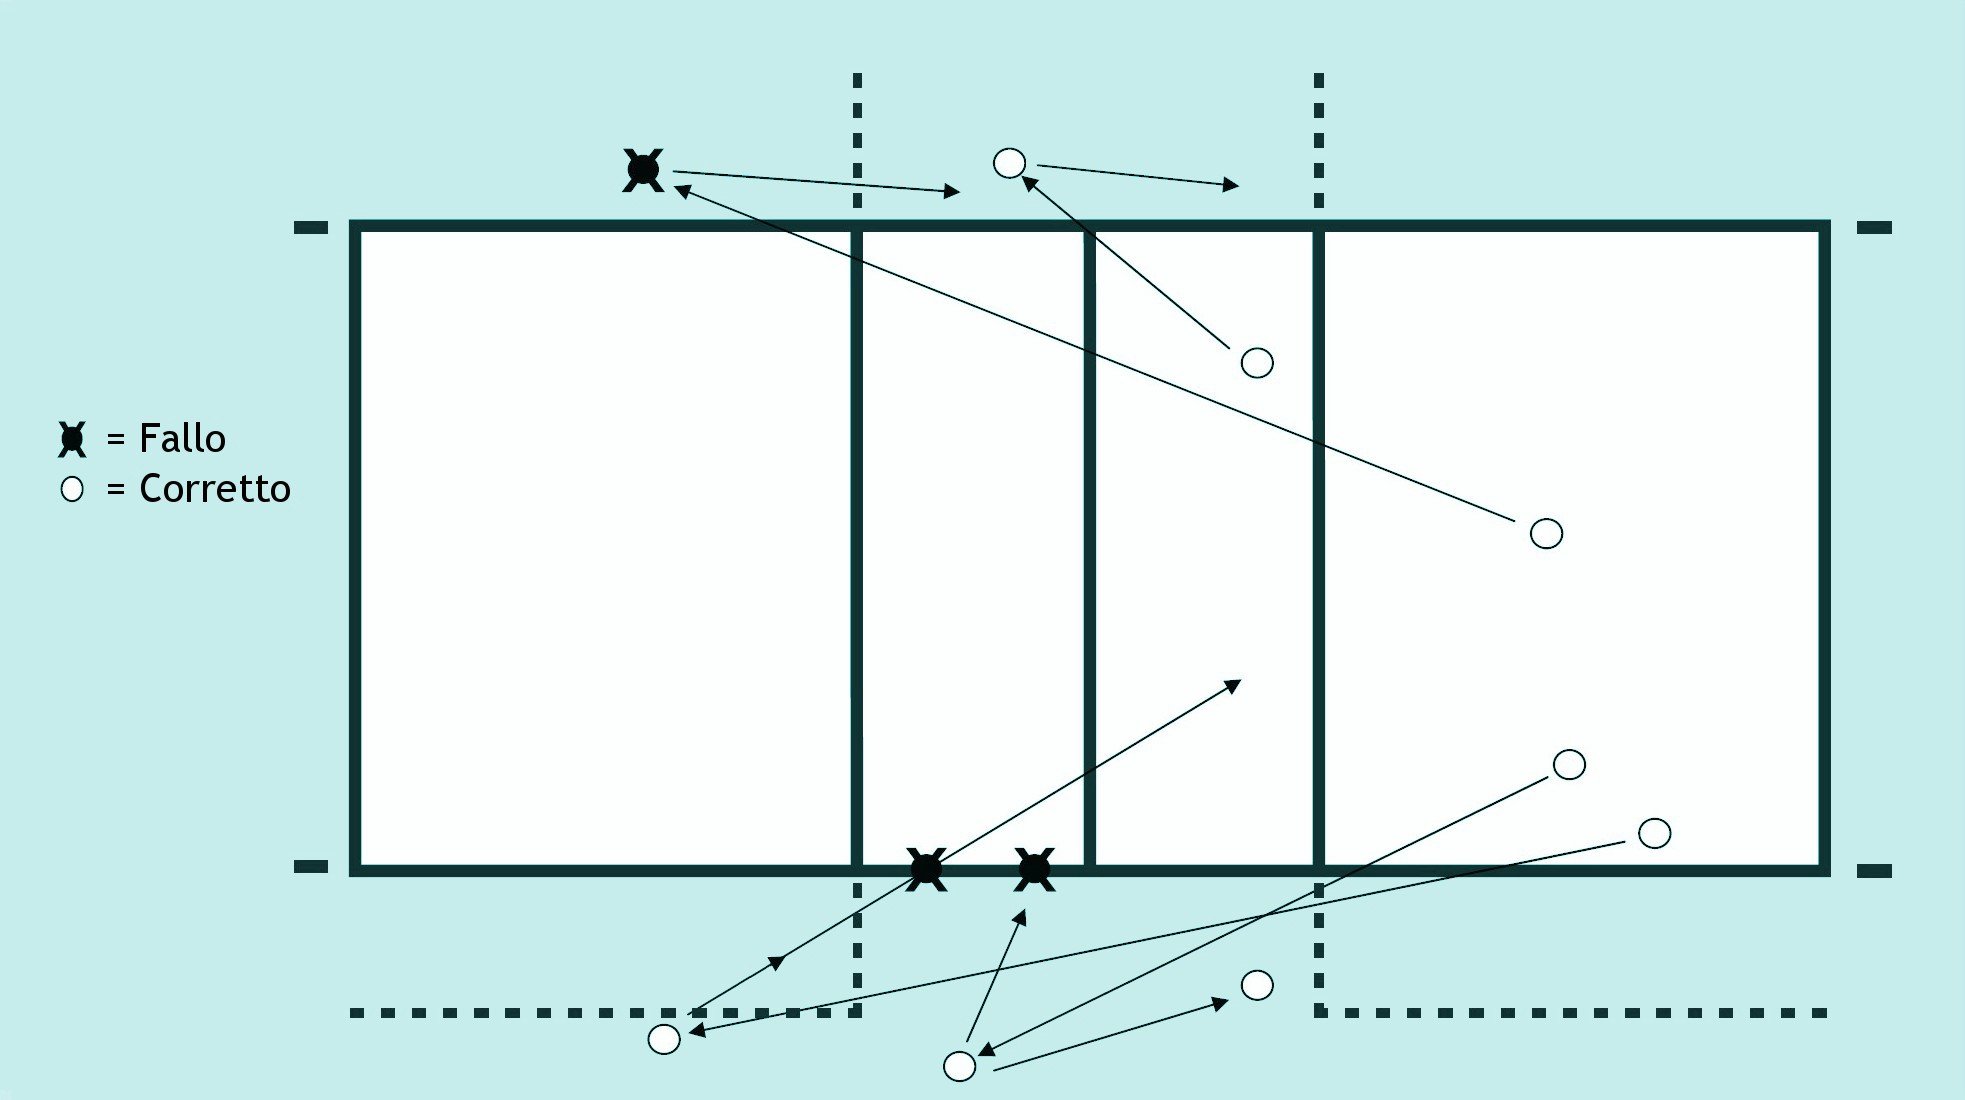 = Fallo
= Corretto